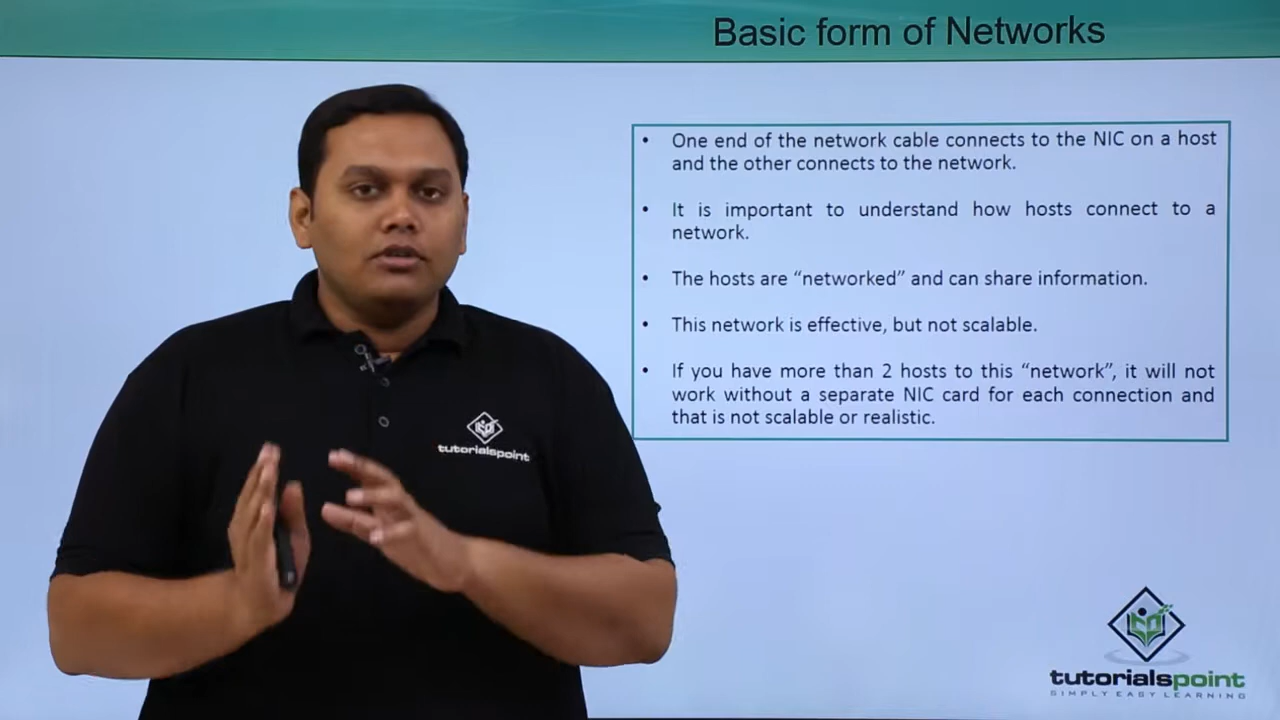 Basic form of Networks
• One end of the network cable connects to the NIC on a host
and the other connects to the network.
• It is important to understand how hosts connect to a
network.
• The hosts are “networked” and can share information.
• This network is effective, but not scalable.
• If you have more than 2 hosts to this “network”, it will not
work without a separate NIC card for each connection and
that is not scalable or realistic.
tutorialspoint
tutorialspoint
SIMPLY EASY LEARNING